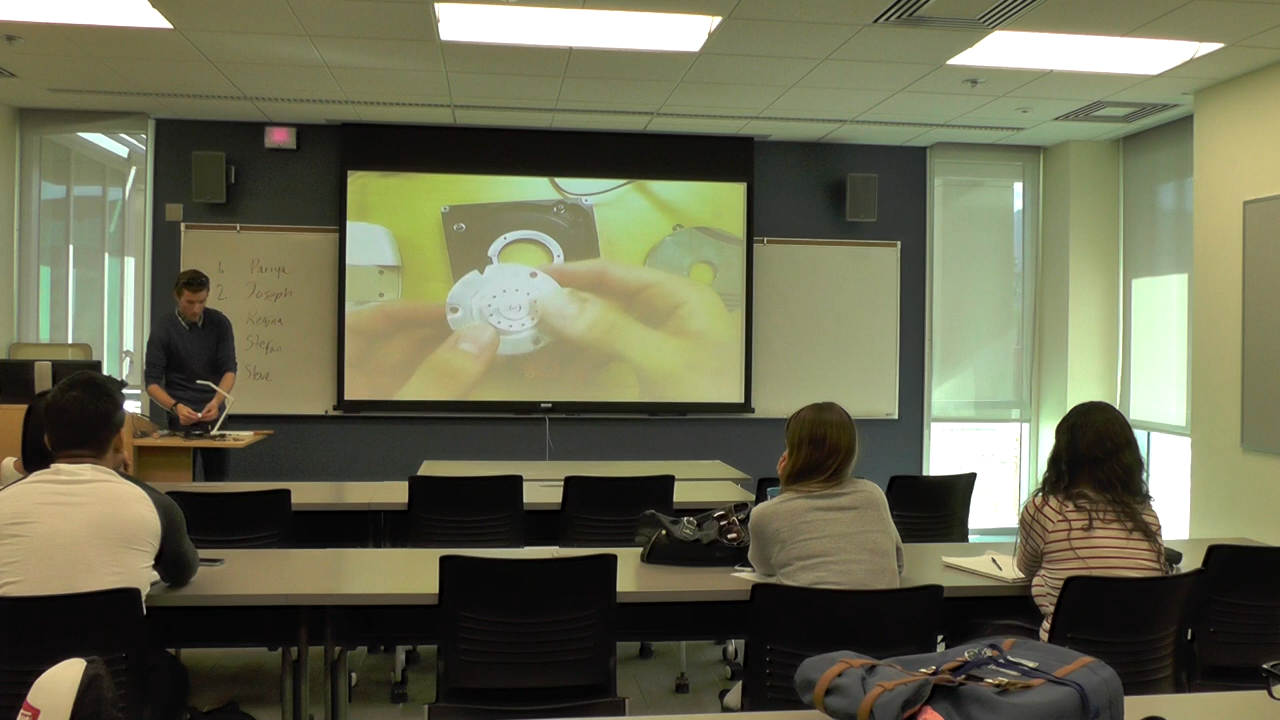 1. Pariya
2. Joseph
Regina
Stefan
Steve